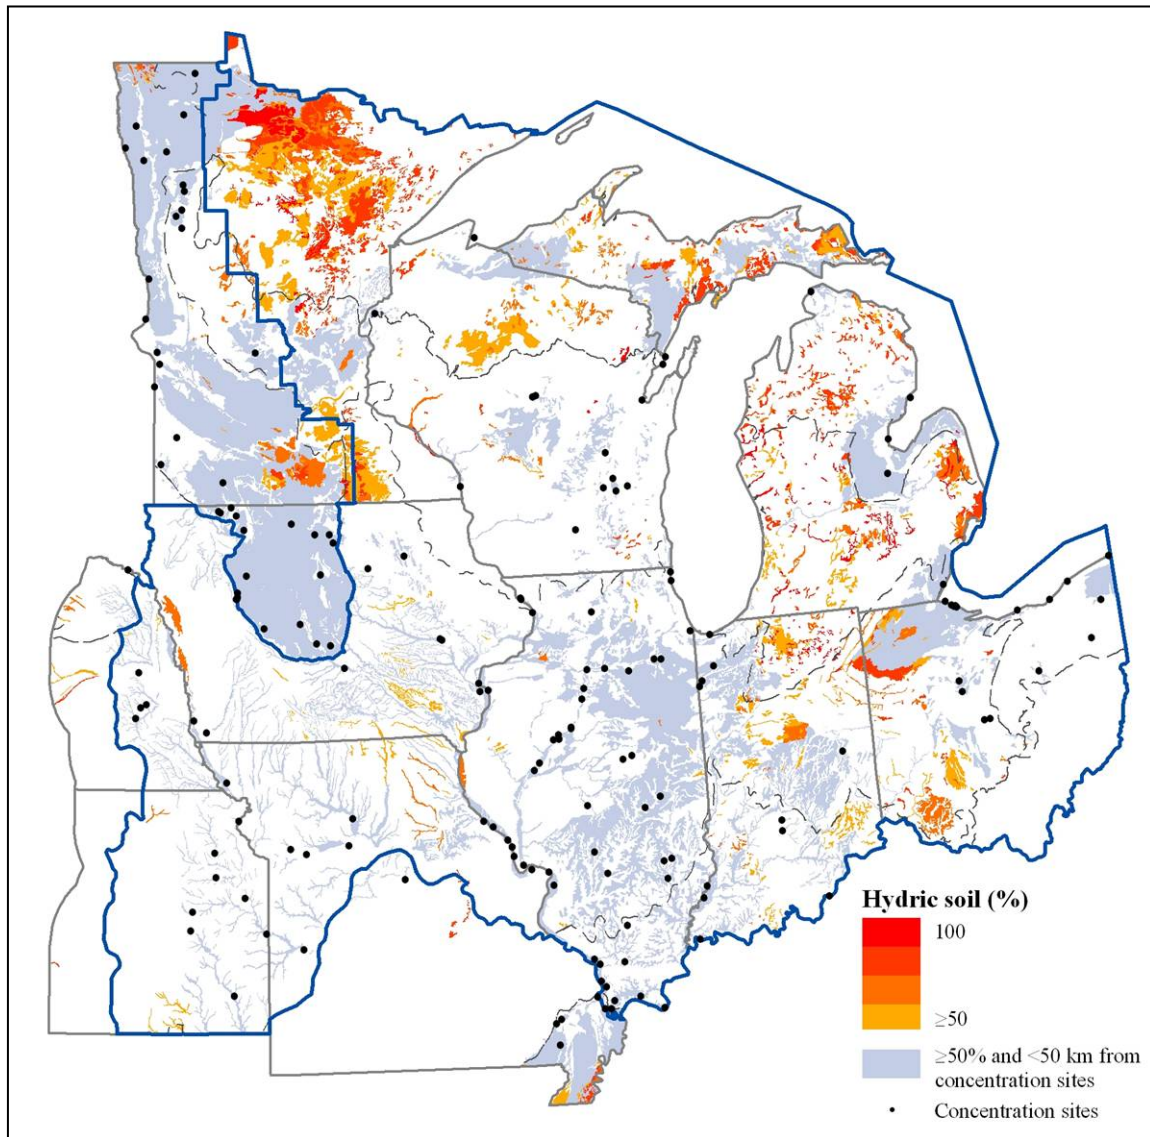 Hydric soil (%)
100
≥50
≥50% and <50 km from
concentration sites
Concentration sites